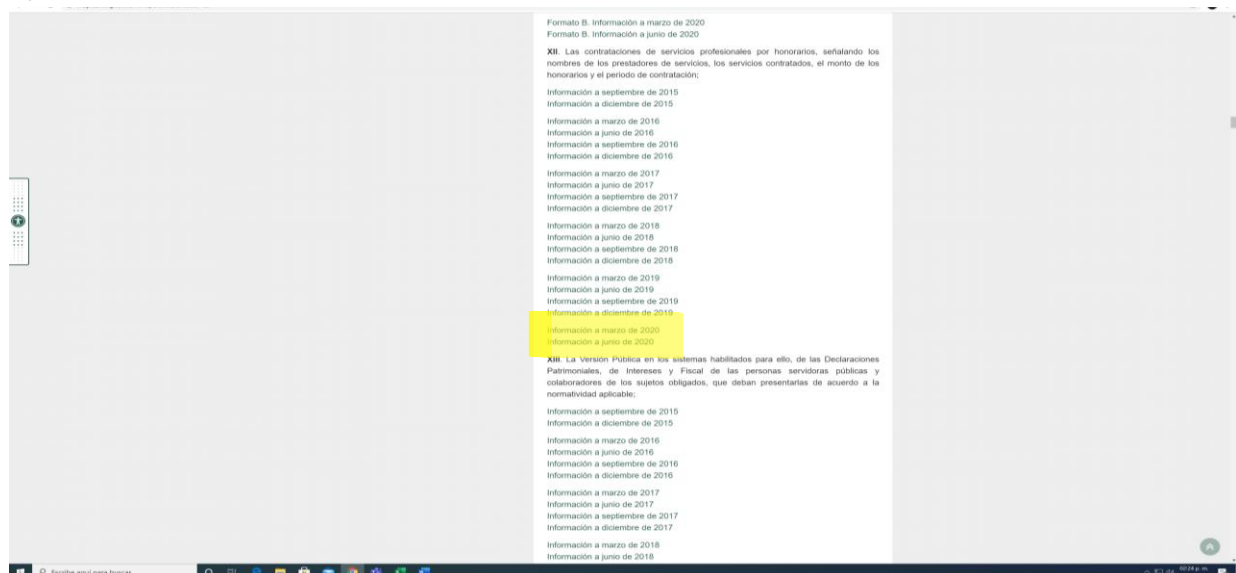 Formato B. Información a marzo de 2020
Formato B. Información a junio de 2020
XII. Las contrataciones de servicios profesionales por honorarios, señalando los
nombres de los prestadores de servicios, los servicios contratados, el monto de los
honorarios y el periodo de contratación;
Información a septiembre de 2015
Información a diciembre de 2015
Información a marzo de 2016
Información a junio de 2016
Información a septiembre de 2016
Información a diciembre de 2016
Información a marzo de 2017
Información a junio de 2017
Información a septiembre de 2017
Información a diciembre de 2017
Información a marzo de 2018
Información a junio de 2018
Información a septiembre de 2018
Información a diciembre de 2018
Información a marzo de 2019
Información a junio de 2019
Información a septiembre de 2019
Información a diciembre de 2019
Información a marzo de 2020
Información a junio de 2020
XIII. La Versión Pública en los sistemas habilitados para ello, de las Declaraciones
Patrimoniales, de Intereses y Fiscal de las personas servidoras públicas y
colaboradores de los sujetos obligados, que deban presentarlas de acuerdo a la
normatividad aplicable;
Información a septiembre de 2015
Información a diciembre de 2015
Información a marzo de 2016
Información a junio de 2016
Información a septiembre de 2016
Información a diciembre de 2016
Información a marzo de 2017
Información a junio de 2017
Información a septiembre de 2017
Información a diciembre de 2017
Información a marzo de 2018
Información a junio de 2018
Escribe aquí para buscar